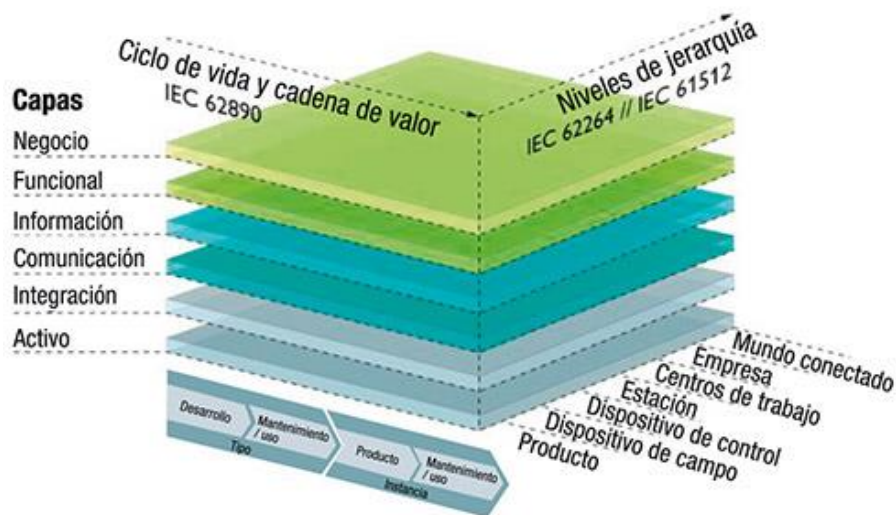 Ciclo de vida y cadena de valor
IEC 62890
Niveles de jerarquía
IEC 62264 // IEC 61512
Capas
Negocio
Funcional
Información
Comunicación
Integración
Activo
Mundo conectado
Empresa
Centros de trabajo
Estación
Dispositivo de control
Dispositivo de campo
Producto
Desarrollo
Mantenimiento
/ uso
Tipo
Producto
Mantenimiento
/ uso
Instancia